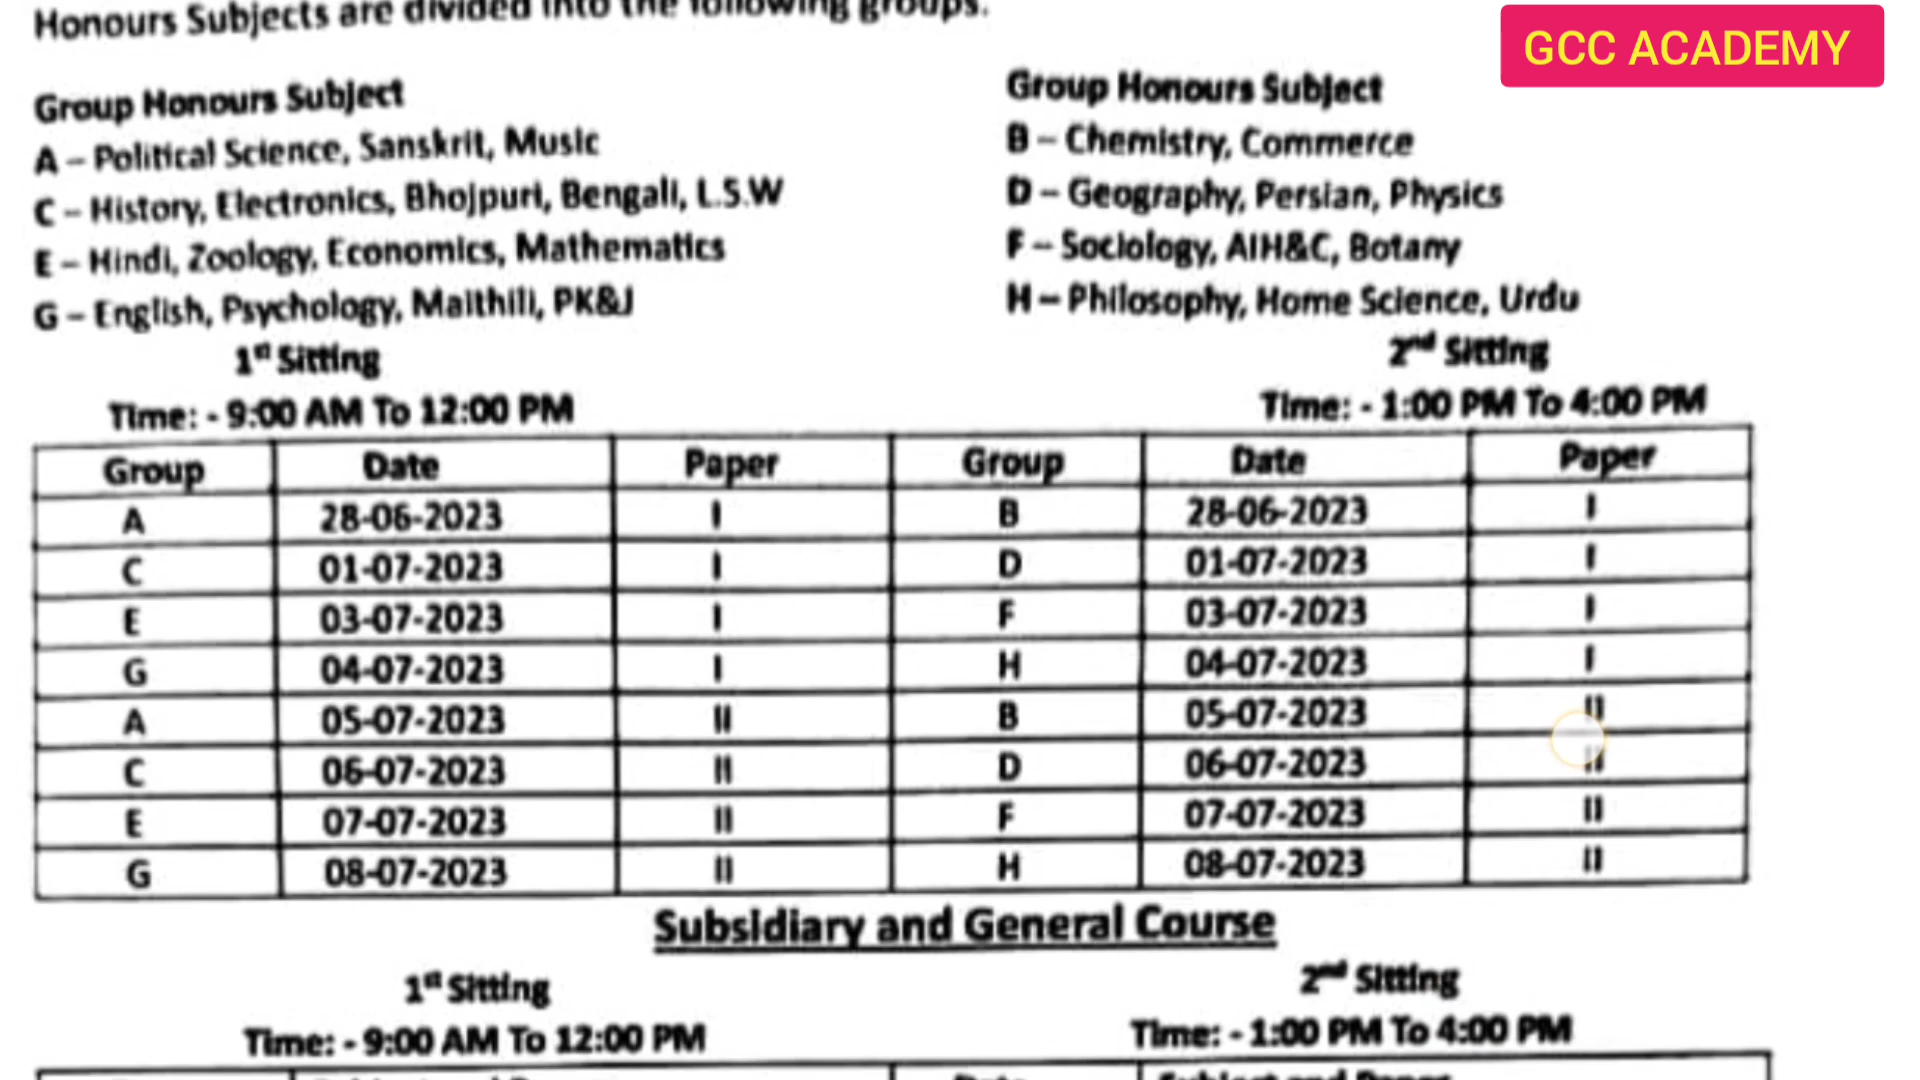 Honours Subjects are divided into the following groups.
GCC ACADEMY
Group Honours Subject
A – Political Science, Sanskrit, Music
C – History, Electronics, Bhojpuri, Bengali, L.S.W
E – Hindi, Zoology, Economics, Mathematics
G – English, Psychology, Maithili, PK&J
Group Honours Subject
B – Chemistry, Commerce
D – Geography, Persian, Physics
F – Sociology, AIH&C, Botany
H – Philosophy, Home Science, Urdu
1st Sitting
Time: - 9:00 AM To 12:00 PM
2nd Sitting
Time: - 1:00 PM To 4:00 PM
Group Date Paper Group Date Paper
A 28-06-2023 I B 28-06-2023 I
C 01-07-2023 I D 01-07-2023 I
E 03-07-2023 I F 03-07-2023 I
G 04-07-2023 I H 04-07-2023 I
A 05-07-2023 II B 05-07-2023 II
C 06-07-2023 II D 06-07-2023 II
E 07-07-2023 II F 07-07-2023 II
G 08-07-2023 II H 08-07-2023 II
Subsidiary and General Course
1st Sitting
Time: - 9:00 AM To 12:00 PM
2nd Sitting
Time: - 1:00 PM To 4:00 PM